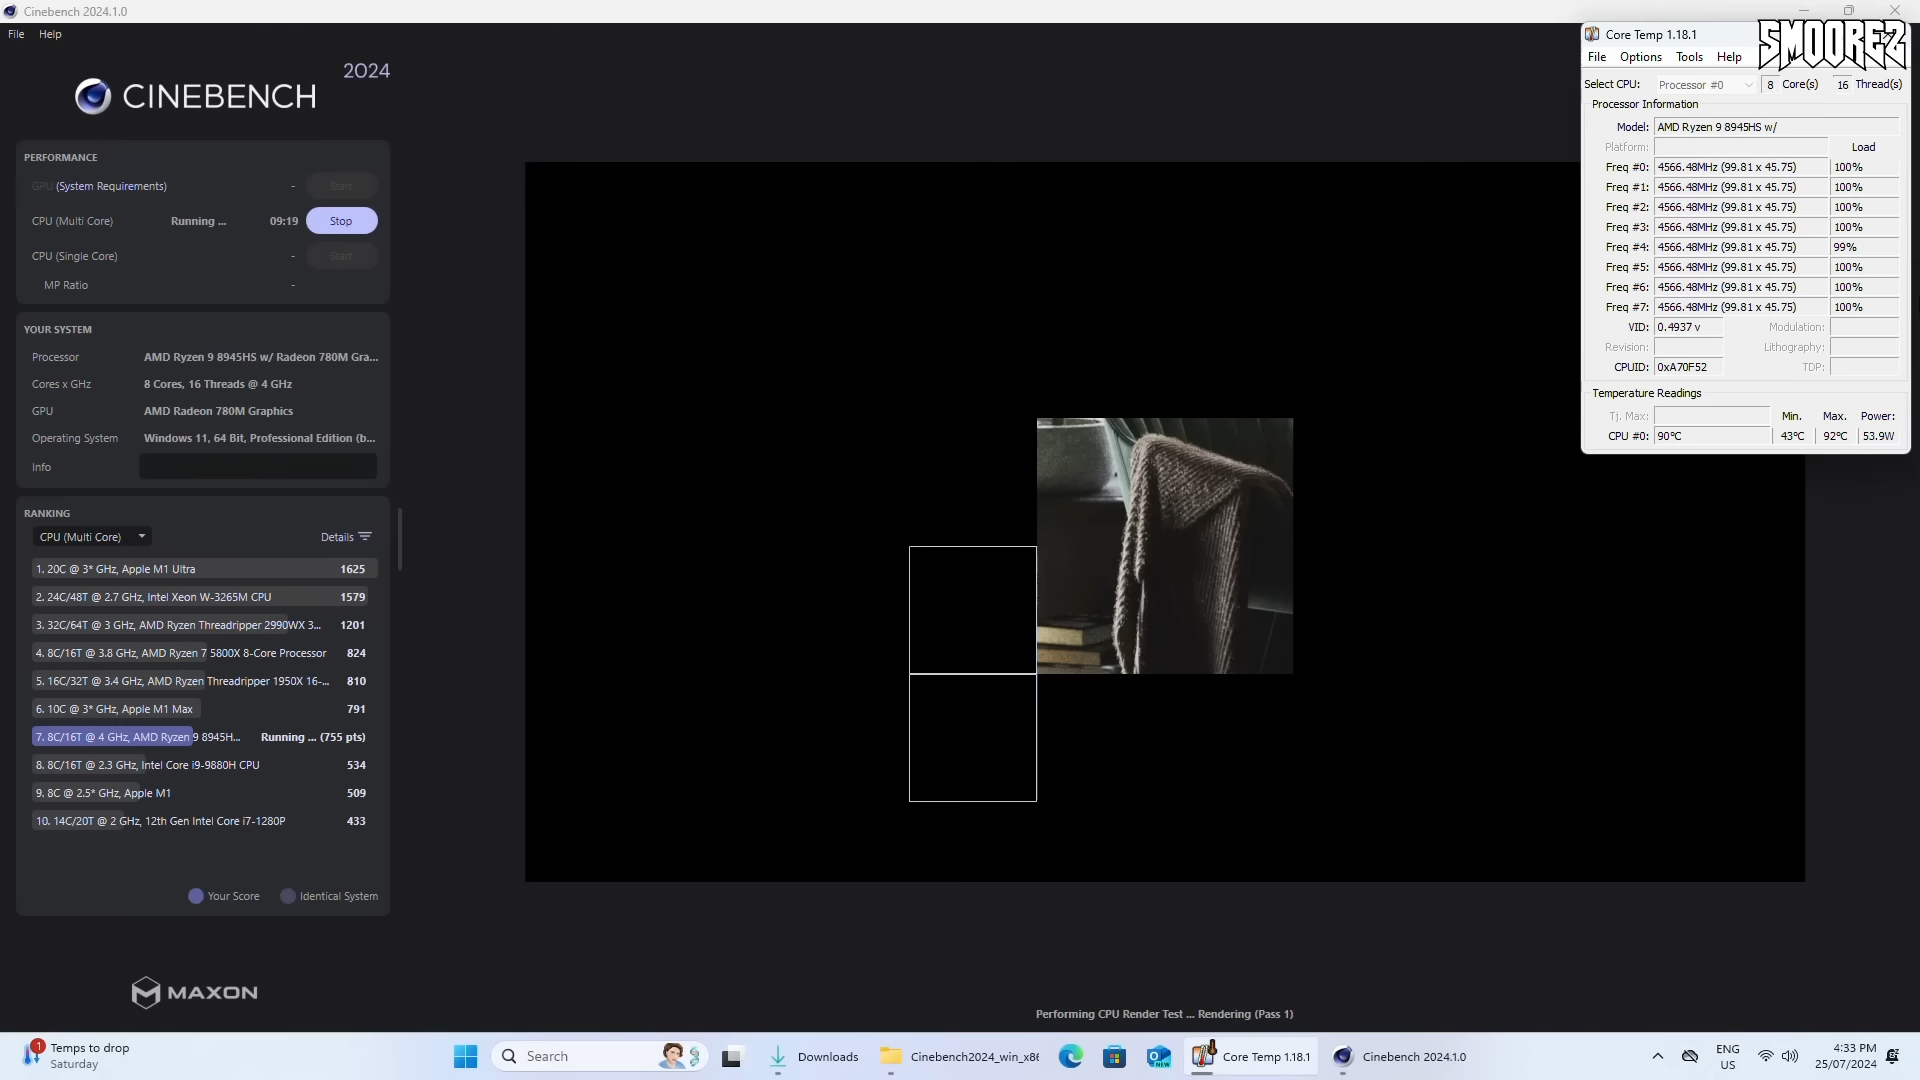 Cinebench 2024.1.0
File Help
CINEBENCH 2024
PERFORMANCE
GPU (System Requirements) - Start
CPU (Multi Core) Running ... 09:19 Stop
CPU (Single Core) - Start
MP Ratio -
YOUR SYSTEM
Processor AMD Ryzen 9 8945HS w/ Radeon 780M Gra...
Cores x GHz 8 Cores, 16 Threads @ 4 GHz
GPU AMD Radeon 780M Graphics
Operating System Windows 11, 64 Bit, Professional Edition (b...
Info
RANKING
CPU (Multi Core) Details
1. 20C @ 3* GHz, Apple M1 Ultra 1625
2. 24C/48T @ 2.7 GHz, Intel Xeon W-3265M CPU 1579
3. 32C/64T @ 3 GHz, AMD Ryzen Threadripper 2990WX 3... 1201
4. 8C/16T @ 3.8 GHz, AMD Ryzen 7 5800X 8-Core Processor 824
5. 16C/32T @ 3.4 GHz, AMD Ryzen Threadripper 1950X 16-... 810
6. 10C @ 3* GHz, Apple M1 Max 791
7. 8C/16T @ 4 GHz, AMD Ryzen 9 8945H... Running ... (755 pts)
8. 8C/16T @ 2.3 GHz, Intel Core i9-9880H CPU 534
9. 8C @ 2.5* GHz, Apple M1 509
10. 14C/20T @ 2 GHz, 12th Gen Intel Core i7-1280P 433
Your Score Identical System
MAXON
Performing CPU Render Test ... Rendering (Pass 1)
Core Temp 1.18.1
SMOOREZ
File Options Tools Help
Select CPU: Processor #0 8 Core(s) 16 Thread(s)
Processor Information
Model: AMD Ryzen 9 8945HS w/
Platform: Load
Freq #0: 4566.48MHz (99.81 x 45.75) 100%
Freq #1: 4566.48MHz (99.81 x 45.75) 100%
Freq #2: 4566.48MHz (99.81 x 45.75) 100%
Freq #3: 4566.48MHz (99.81 x 45.75) 100%
Freq #4: 4566.48MHz (99.81 x 45.75) 99%
Freq #5: 4566.48MHz (99.81 x 45.75) 100%
Freq #6: 4566.48MHz (99.81 x 45.75) 100%
Freq #7: 4566.48MHz (99.81 x 45.75) 100%
VID: 0.4937 v Modulation:
Revision: Lithography:
CPUID: 0xA70F52 TDP:
Temperature Readings
Tj. Max: Min. Max. Power:
CPU #0: 90°C 43°C 92°C 53.9W
1 Temps to drop
Saturday
Search
Downloads
Cinebench2024_win_x86
NEW
Core Temp 1.18.1
Cinebench 2024.1.0
ENG
US
4:33 PM
25/07/2024